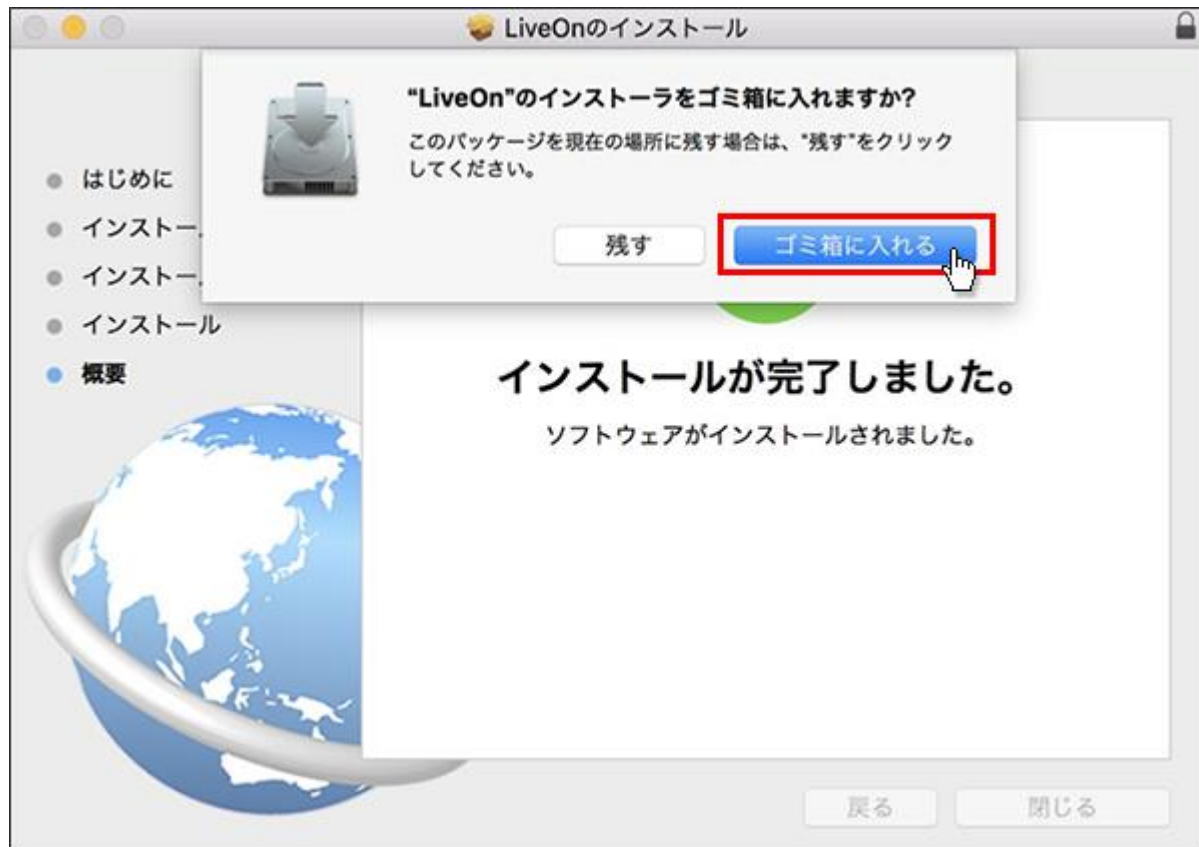 LiveOnのインストール
“LiveOn”のインストーラをゴミ箱に入れますか?
このパッケージを現在の場所に残す場合は、“残す”をクリック
してください。
残す
ゴミ箱に入れる
はじめに
インストー
インストー
インストール
概要
インストールが完了しました。
ソフトウェアがインストールされました。
戻る
閉じる